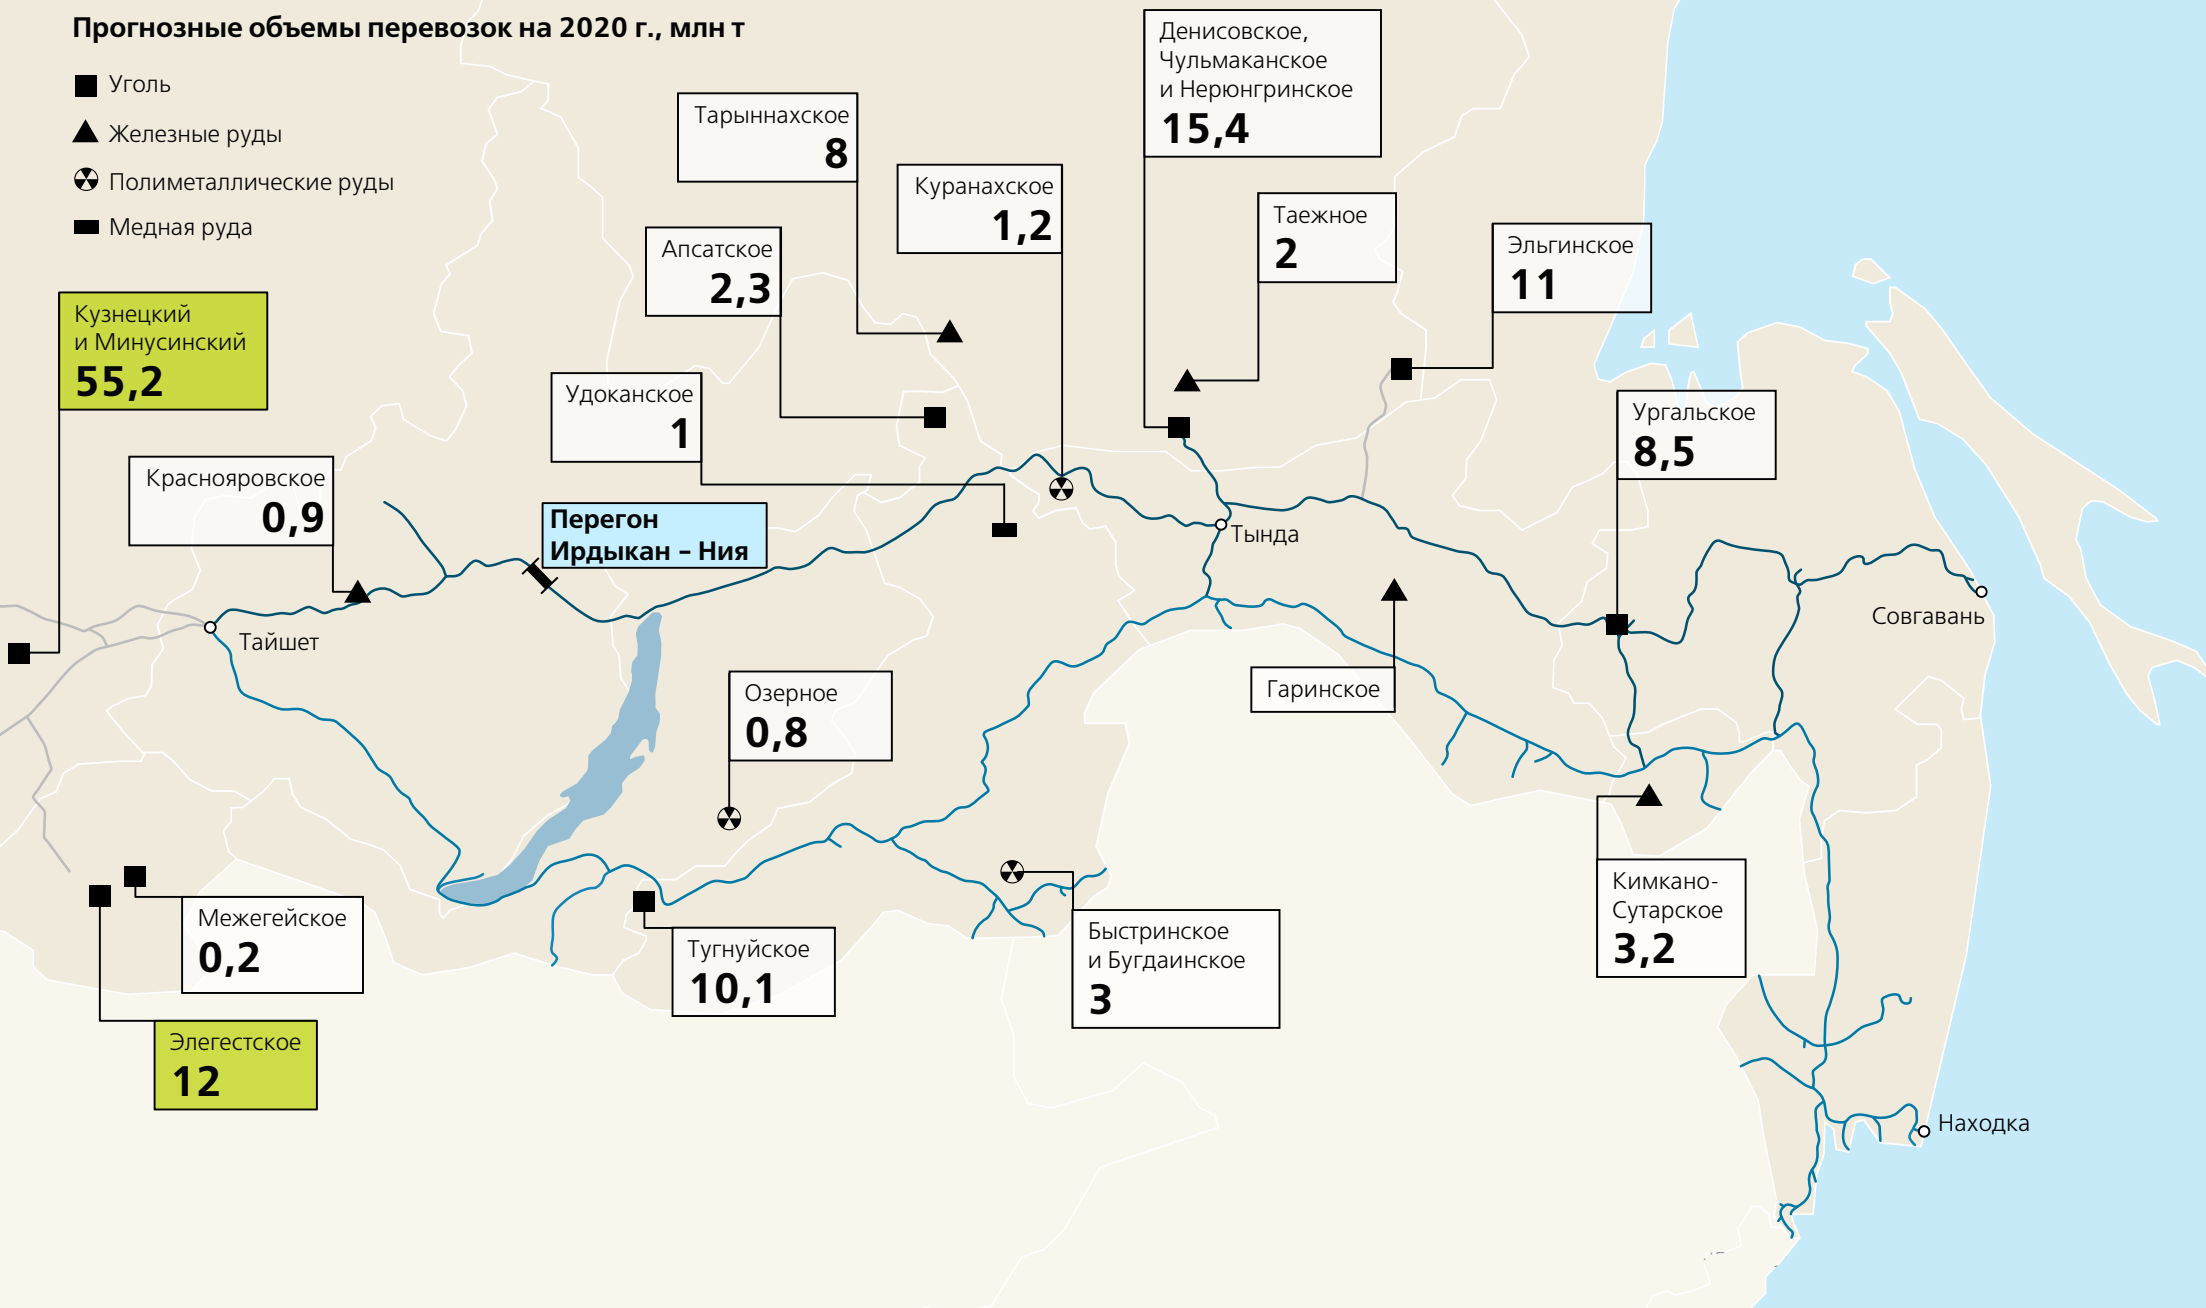 Прогнозные объемы перевозок на 2020 г., млн т
Уголь
Железные руды
Полиметаллические руды
Медная руда
Кузнецкий
и Минусинский
55,2
Краснояровское
0,9
Тарыннахское
8
Апсатское
2,3
Удоканское
1
Куранахское
1,2
Денисовское,
Чульмаканское
и Нерюнгринское
15,4
Таежное
2
Эльгинское
11
Ургальское
8,5
Перегон
Ирдыкан – Ния
Тында
Тайшет
Совгавань
Озерное
0,8
Гаринское
Межегейское
0,2
Элегестское
12
Тугнуйское
10,1
Быстринское
и Бугдаинское
3
Кимкано-
Сутарское
3,2
Находка